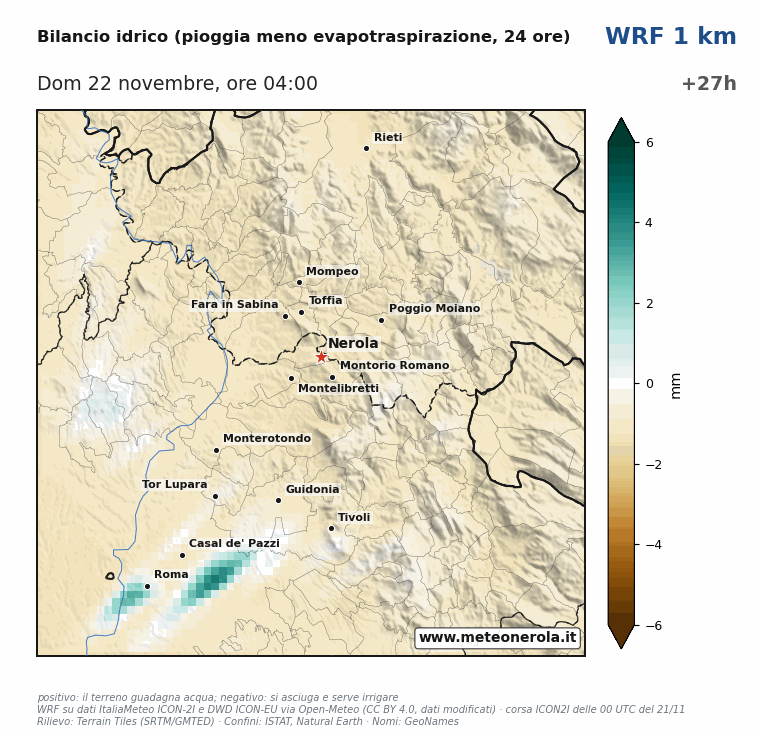 Bilancio idrico (pioggia meno evapotraspirazione, 24 ore)
WRF 1 km
Dom 22 novembre, ore 04:00
+27h
Rieti
Mompeo
Fara in Sabina
Toffia
Poggio Moiano
Nerola
Montorio Romano
Montelibretti
Monterotondo
Tor Lupara
Guidonia
Tivoli
Casal de' Pazzi
Roma
www.meteonerola.it
6
4
2
0
−2
−4
−6
mm
positivo: il terreno guadagna acqua; negativo: si asciuga e serve irrigare
WRF su dati ItaliaMeteo ICON-2I e DWD ICON-EU via Open-Meteo (CC BY 4.0, dati modificati) · corsa ICON2I delle 00 UTC del 21/11
Rilievo: Terrain Tiles (SRTM/GMTED) · Confini: ISTAT, Natural Earth · Nomi: GeoNames